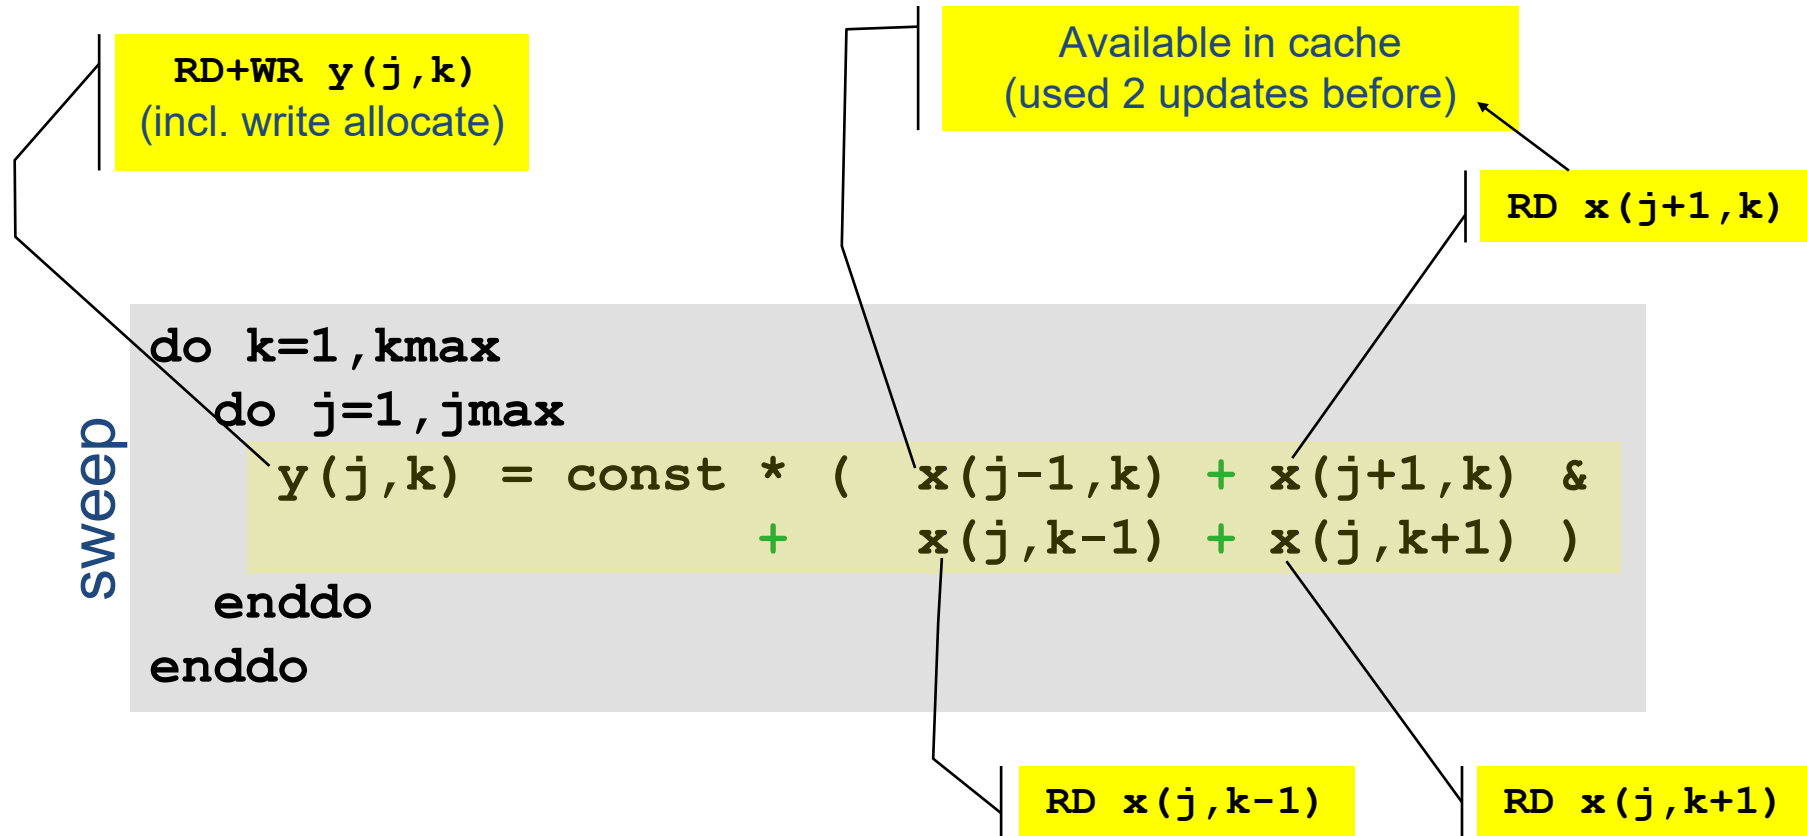 RD+WR y(j,k)
(incl. write allocate)
Available in cache
(used 2 updates before)
RD x(j+1,k)
sweep
do k=1,kmax
do j=1,jmax
y(j,k) = const * ( x(j-1,k) + x(j+1,k) &
+ x(j,k-1) + x(j,k+1) )
enddo
enddo
RD x(j,k-1)
RD x(j,k+1)